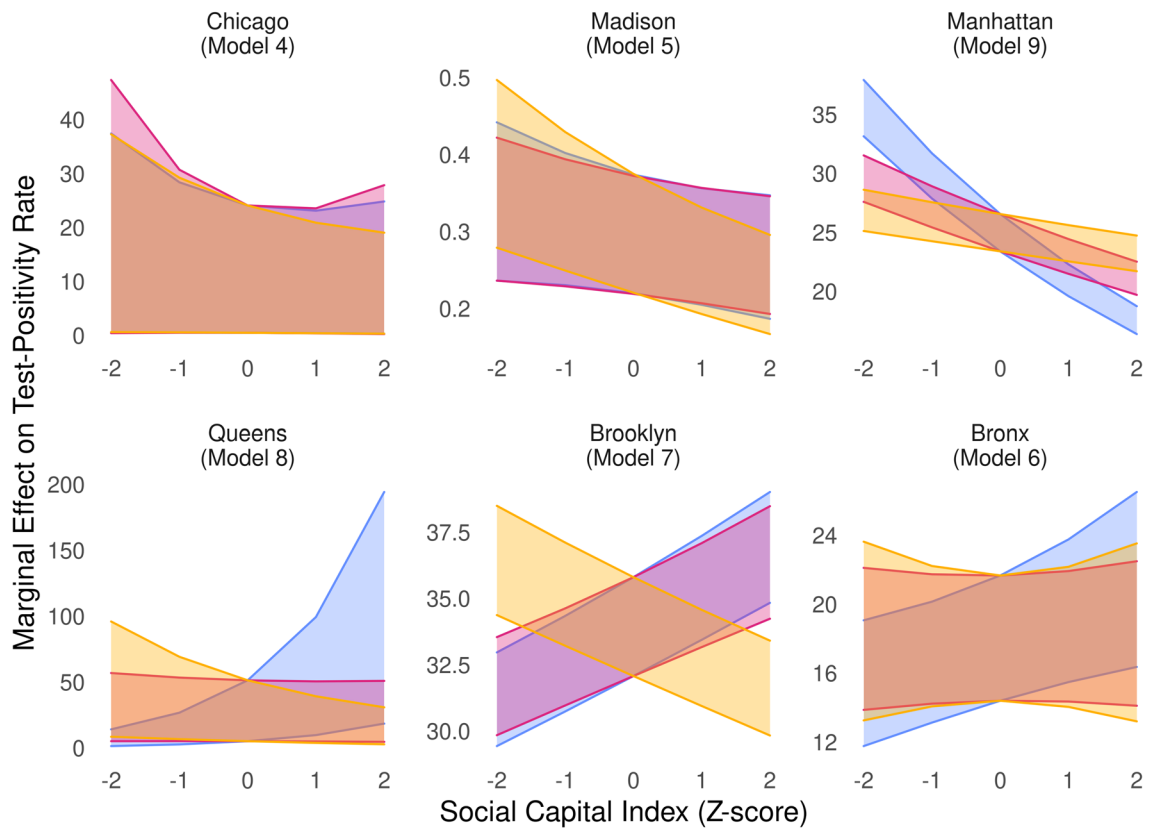 Chicago
(Model 4)
Madison
(Model 5)
Manhattan
(Model 9)
40
30
20
10
0
-2 -1 0 1 2
0.5
0.4
0.3
0.2
-2 -1 0 1 2
35
30
25
20
-2 -1 0 1 2
Marginal Effect on Test-Positivity Rate
Queens
(Model 8)
Brooklyn
(Model 7)
Bronx
(Model 6)
200
150
100
50
0
-2 -1 0 1 2
37.5
35.0
32.5
30.0
-2 -1 0 1 2
24
20
16
12
-2 -1 0 1 2
Social Capital Index (Z-score)